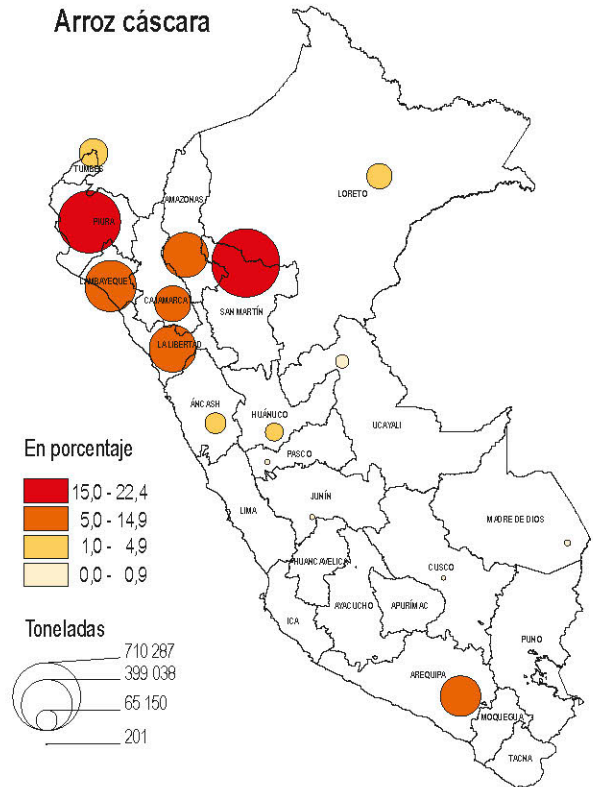 Arroz cáscara
TUMBES
AMAZONAS
LORETO
PIURA
LAMBAYEQUE
CAJAMARCA
SAN MARTÍN
LA LIBERTAD
ÁNCASH
HUÁNUCO
UCAYALI
PASCO
LIMA
JUNÍN
MADRE DE DIOS
HUANCAVELICA
CUSCO
ICA
AYACUCHO
APURÍMAC
PUNO
AREQUIPA
MOQUEGUA
TACNA
En porcentaje
15,0 - 22,4
5,0 - 14,9
1,0 - 4,9
0,0 - 0,9
Toneladas
710 287
399 038
65 150
201